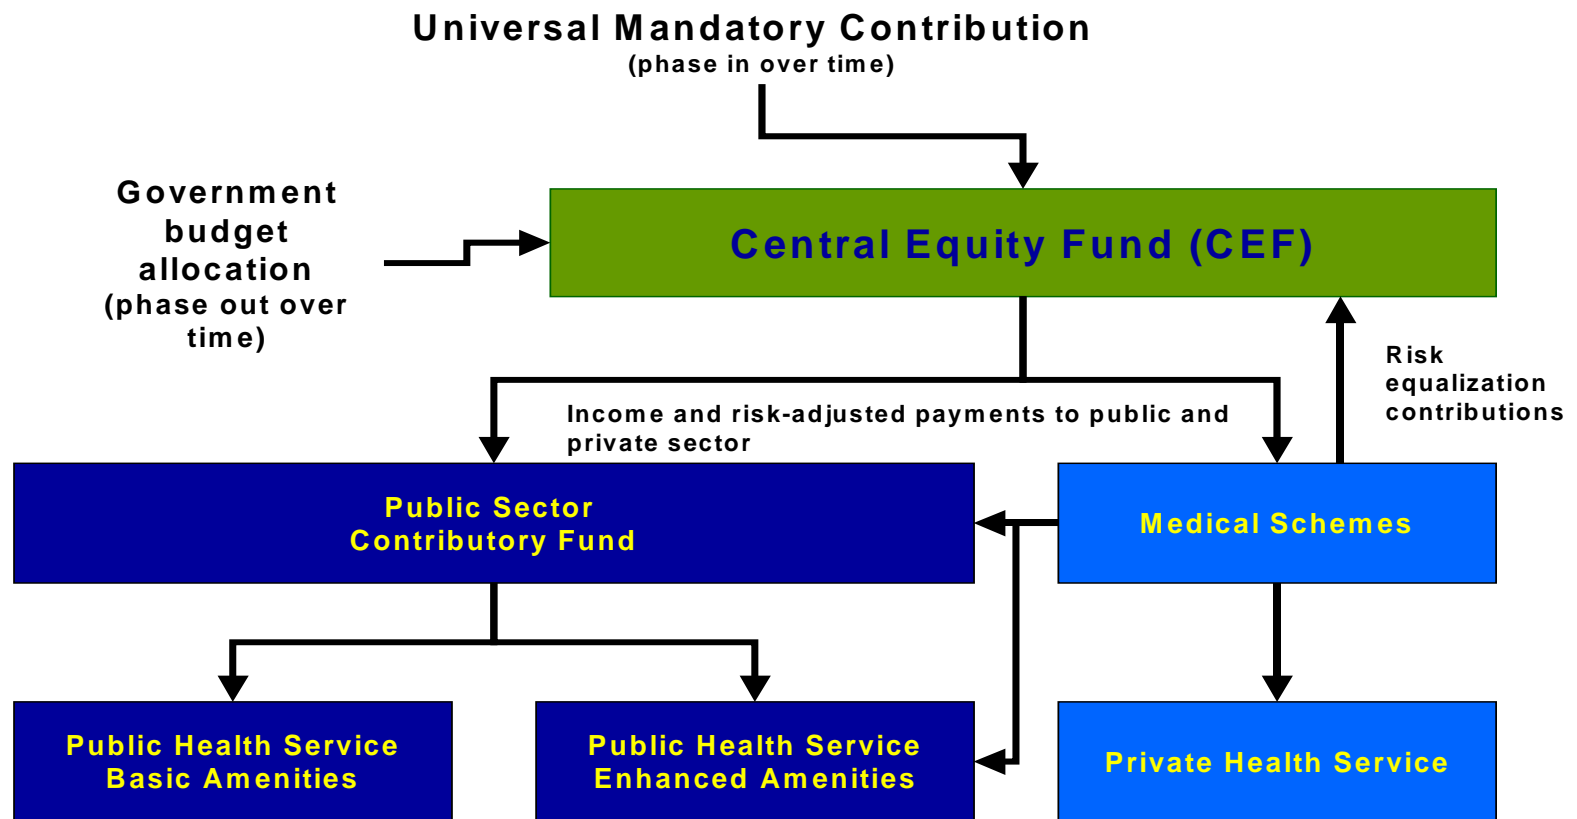 Universal Mandatory Contribution
(phase in over time)
Government
budget
allocation
(phase out over
time)
Central Equity Fund (CEF)
Risk
equalization
contributions
Income and risk-adjusted payments to public and
private sector
Public Sector
Contributory Fund
Medical Schemes
Public Health Service
Basic Amenities
Public Health Service
Enhanced Amenities
Private Health Service